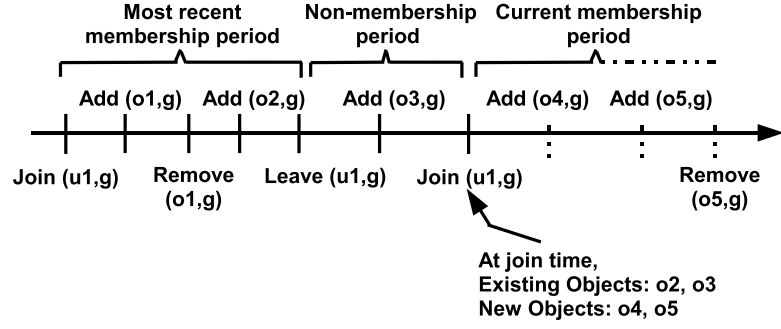 Most recent
membership period
Non-membership
period
Current membership
period
Add (o1,g)
Add (o2,g)
Add (o3,g)
Add (o4,g)
Add (o5,g)
Join (u1,g)
Remove
(o1,g)
Leave (u1,g)
Join (u1,g)
Remove
(o5,g)
At join time,
Existing Objects: o2, o3
New Objects: o4, o5